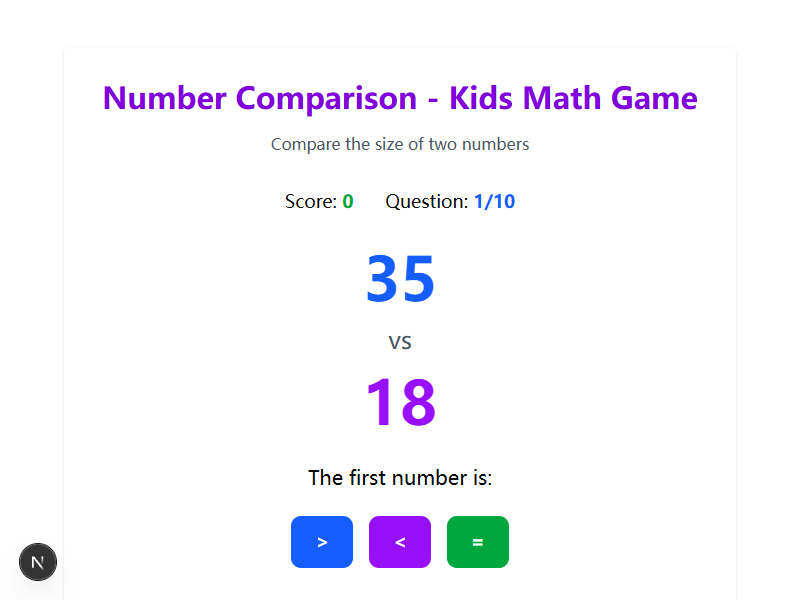 Number Comparison - Kids Math Game
Compare the size of two numbers
Score: 0 Question: 1/10
35
vs
18
The first number is:
> < =
N